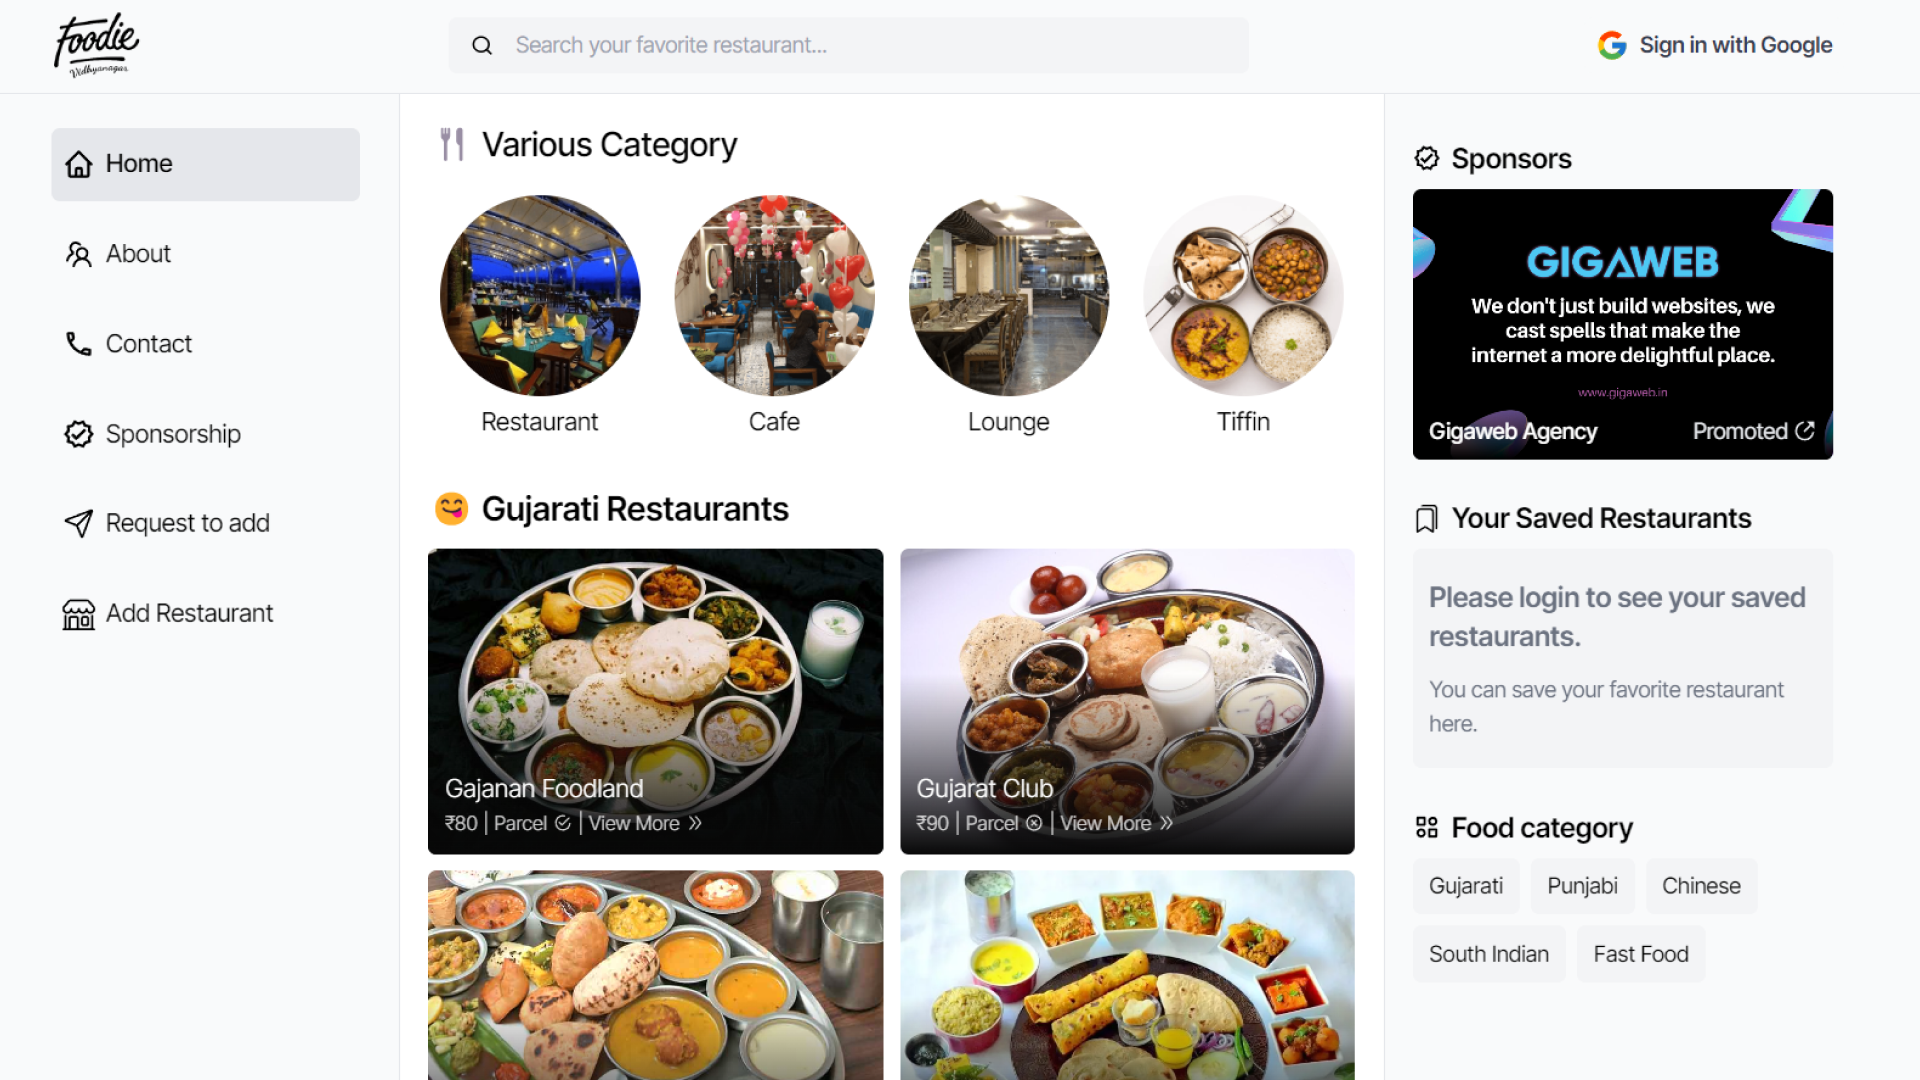 Foodie
Vidhyanagar
Search your favorite restaurant...
Sign in with Google
Home
About
Contact
Sponsorship
Request to add
Add Restaurant
Various Category
Restaurant
Cafe
Lounge
Tiffin
Gujarati Restaurants
Gajanan Foodland
₹80 | Parcel | View More
Gujarat Club
₹90 | Parcel | View More
Sponsors
GIGAWEB
We don't just build websites, we
cast spells that make the
internet a more delightful place.
www.gigaweb.in
Gigaweb Agency
Promoted
Your Saved Restaurants
Please login to see your saved
restaurants.
You can save your favorite restaurant
here.
Food category
Gujarati
Punjabi
Chinese
South Indian
Fast Food